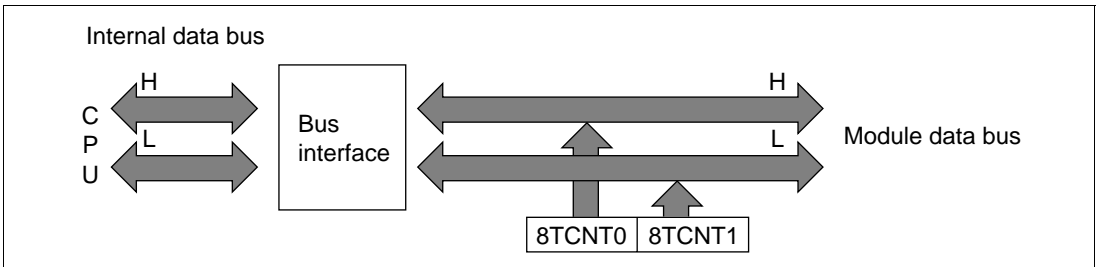 Internal data bus
H
H
C
P
U
L
L
Bus
interface
Module data bus
8TCNT0
8TCNT1